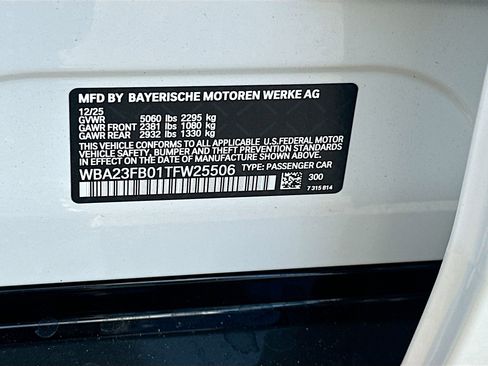 MFD BY BAYERISCHE MOTOREN WERKE AG
12/25
GVWR 5060 lbs 2295 kg
GAWR FRONT 2381 lbs 1080 kg
GAWR REAR 2932 lbs 1330 kg
THIS VEHICLE CONFORMS TO ALL APPLICABLE U.S.FEDERAL MOTOR
VEHICLE SAFETY, BUMPER AND THEFT PREVENTION STANDARDS
IN EFFECT ON THE DATE OF MANUFACTURE SHOWN ABOVE.
WBA23FB01TFW25506 TYPE: PASSENGER CAR
300
7 315 814